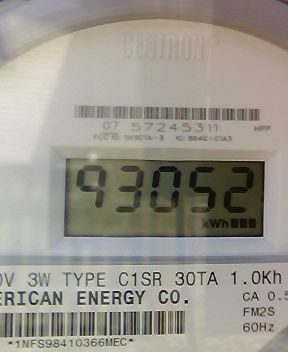 CENTRON®
07 57245311 HPP
93052
kWh
0V 3W TYPE C1SR 30TA 1.0Kh
ERICAN ENERGY CO. CA 0.5
FM2S
60Hz
*1NFS98410366MEC*